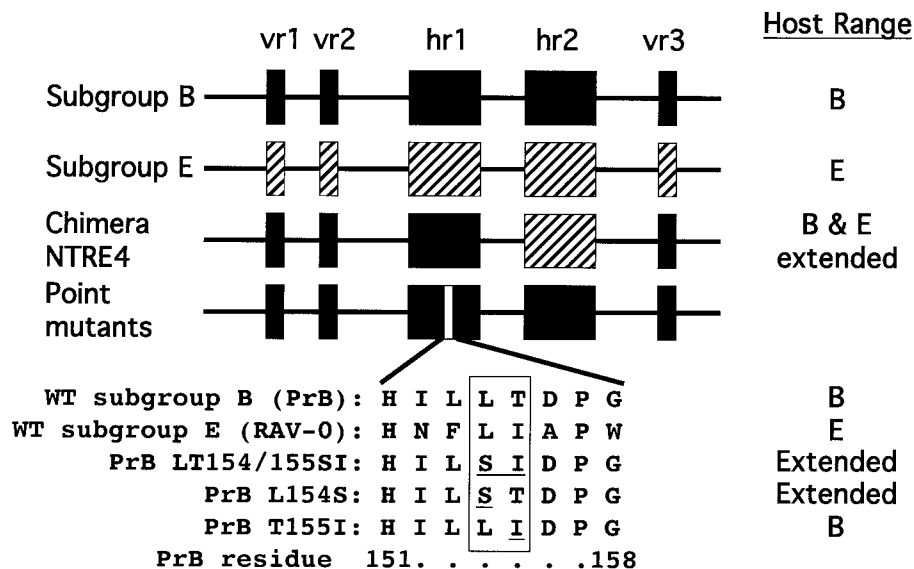 vr1 vr2 hr1 hr2 vr3 Host Range
Subgroup B B
Subgroup E E
Chimera NTRE4 B & E extended
Point mutants
WT subgroup B (PrB): H I L L T D P G B
WT subgroup E (RAV-0): H N F L I A P W E
PrB LT154/155SI: H I L S I D P G Extended
PrB L154S: H I L S T D P G Extended
PrB T155I: H I L L I D P G B
PrB residue 151. . . . . .158